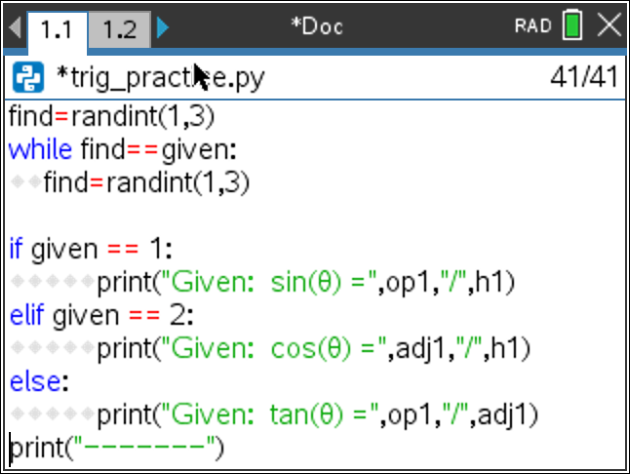 1.1 1.2 *Doc RAD
*trig_practice.py 41/41
find=randint(1,3)
while find==given:
find=randint(1,3)
if given == 1:
print("Given: sin(θ) =",op1,"/",h1)
elif given == 2:
print("Given: cos(θ) =",adj1,"/",h1)
else:
print("Given: tan(θ) =",op1,"/",adj1)
print("-------")